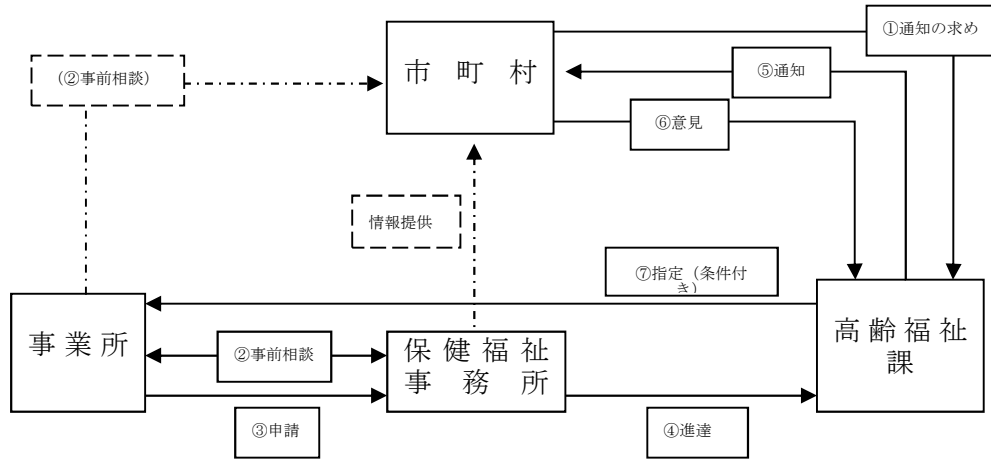 ①通知の求め
（②事前相談）
市町村
⑤通知
⑥意見
情報提供
⑦指定（条件付
き）
事業所
②事前相談
保健福祉
事務所
高齢福祉
課
③申請
④進達